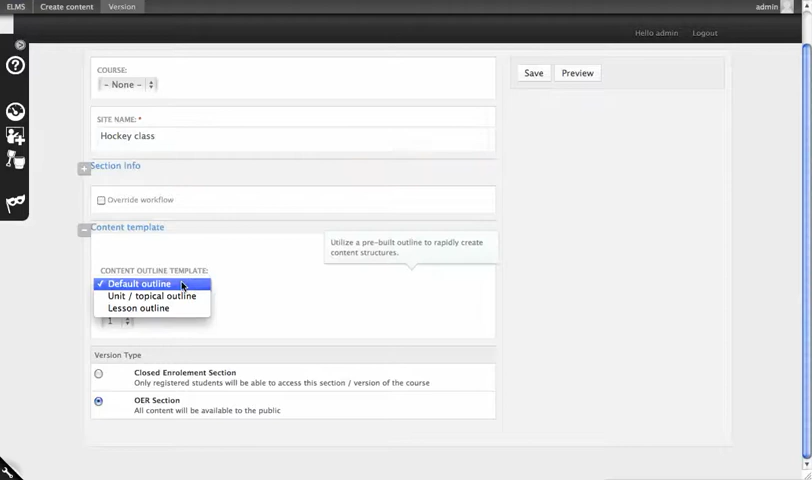 ELMS Create content Version admin
Hello admin Logout
COURSE:
- None -
Save Preview
SITE NAME: *
Hockey class
Section info
Override workflow
Content template
Utilize a pre-built outline to rapidly create
content structures.
CONTENT OUTLINE TEMPLATE:
✓ Default outline
Unit / topical outline
Lesson outline
1
Version Type
Closed Enrolement Section
Only registered students will be able to access this section / version of the course
OER Section
All content will be available to the public